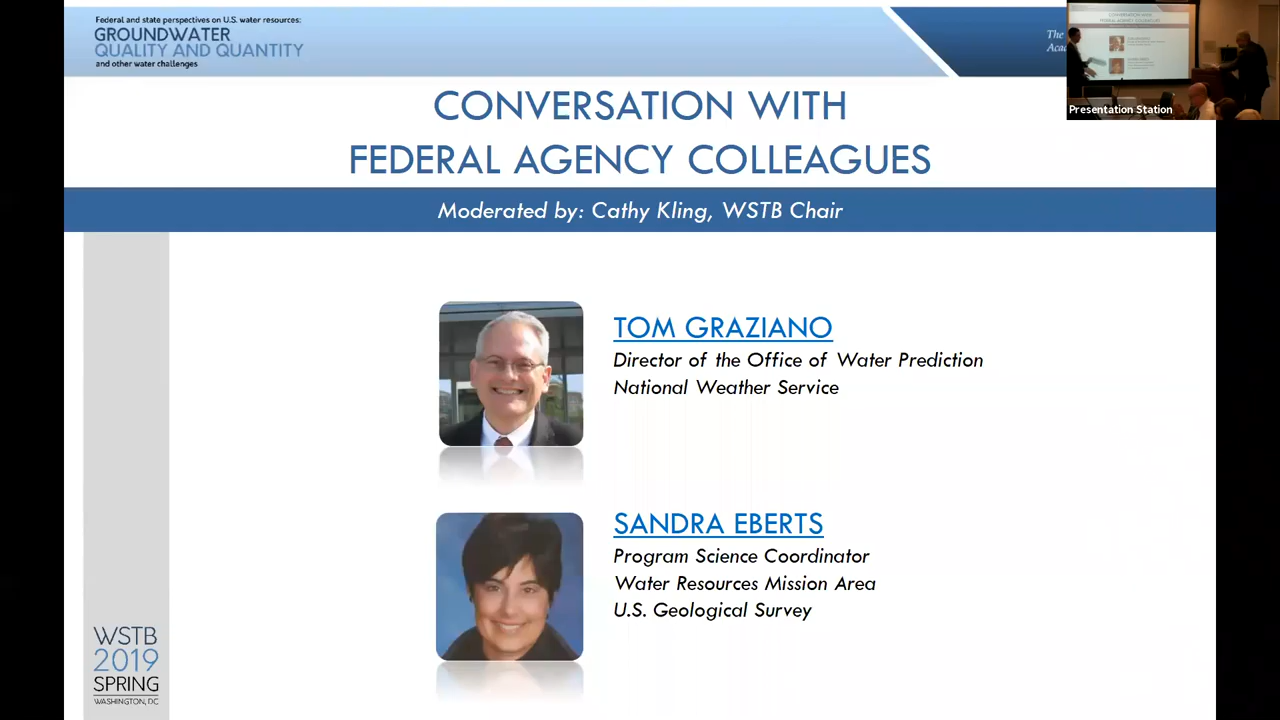 Federal and state perspectives on U.S. water resources:
GROUNDWATER
QUALITY AND QUANTITY
and other water challenges
The
Acad
Presentation Station
CONVERSATION WITH
FEDERAL AGENCY COLLEAGUES
Moderated by: Cathy Kling, WSTB Chair
TOM GRAZIANO
Director of the Office of Water Prediction
National Weather Service
SANDRA EBERTS
Program Science Coordinator
Water Resources Mission Area
U.S. Geological Survey
WSTB
2019
SPRING
WASHINGTON, DC